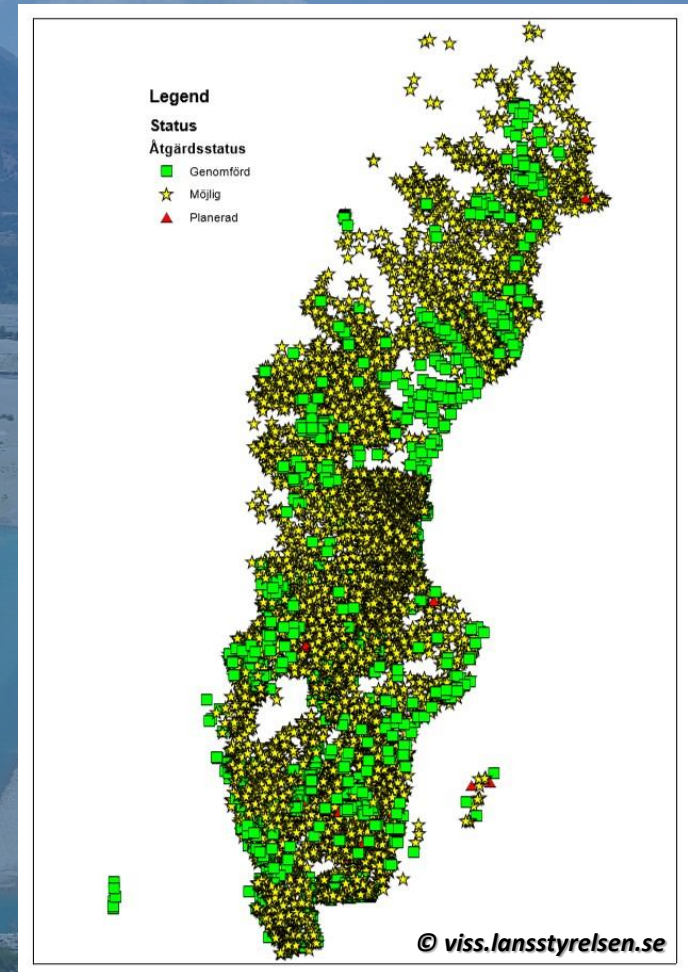 Legend
Status
Åtgärdsstatus
Genomförd
Möjlig
Planerad
© viss.lansstyrelsen.se